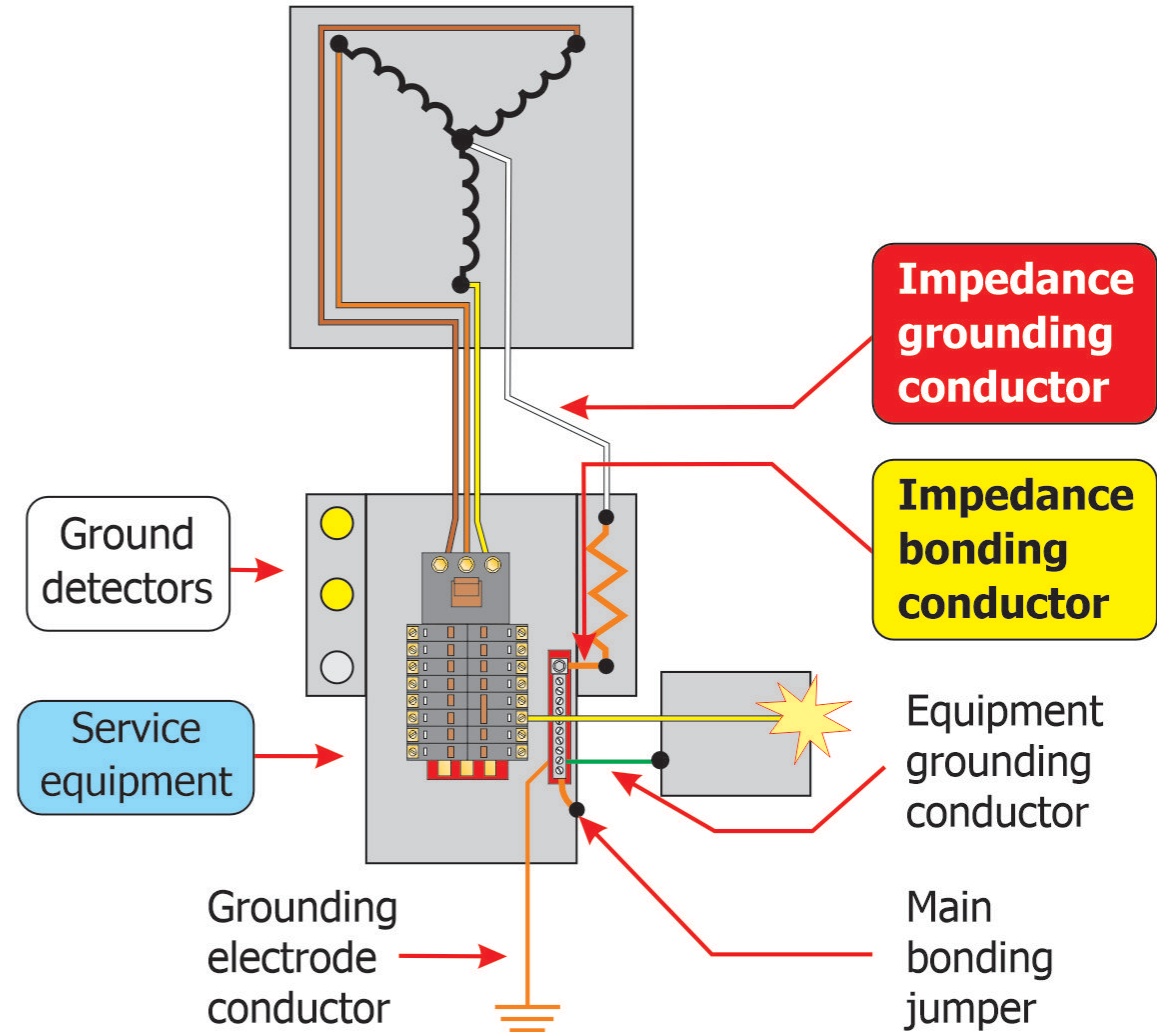 Impedance
grounding
conductor
Impedance
bonding
conductor
Ground
detectors
Service
equipment
Equipment
grounding
conductor
Grounding
electrode
conductor
Main
bonding
jumper